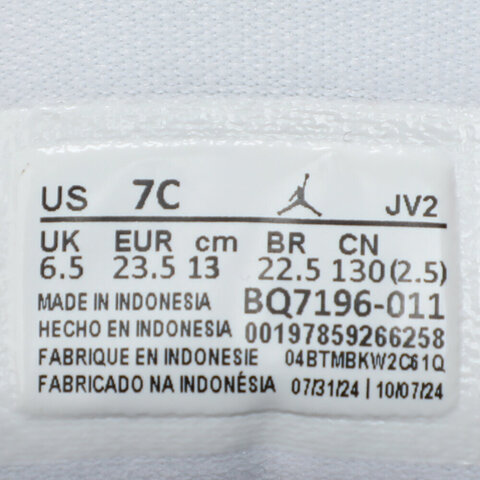 US 7C JV2
UK EUR cm BR CN
6.5 23.5 13 22.5 130(2.5)
MADE IN INDONESIA BQ7196-011
HECHO EN INDONESIA 00197859266258
FABRIQUE EN INDONESIE 04BTMBKW2C61Q
FABRICADO NA INDONÉSIA 07/31/24 | 10/07/24